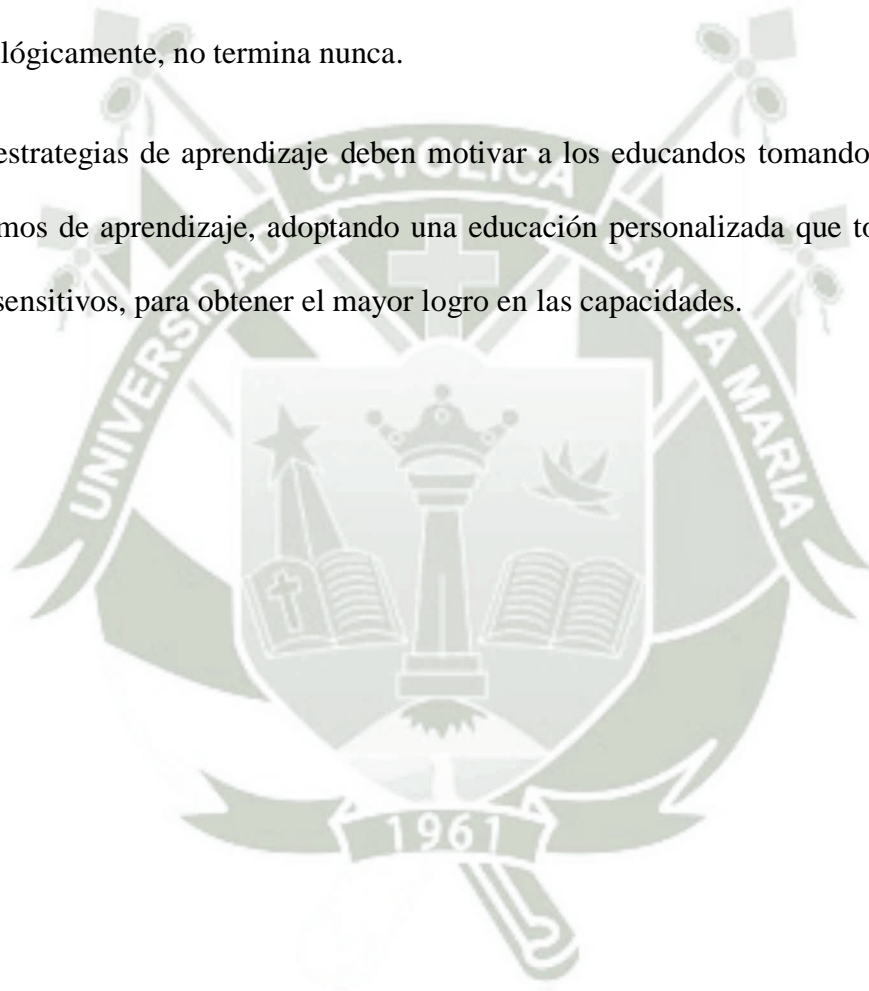 lógicamente, no termina nunca.
estrategias de aprendizaje deben motivar a los educandos tomando
mos de aprendizaje, adoptando una educación personalizada que to
sensitivos, para obtener el mayor logro en las capacidades.
UNIVERSIDAD CATOLICA SANTA MARIA
1961